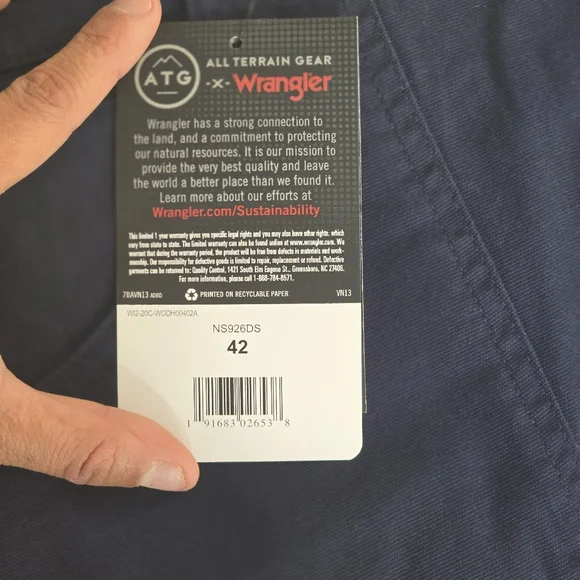 ATG
ALL TERRAIN GEAR
-X- Wrangler
Wrangler has a strong connection to
the land, and a commitment to protecting
our natural resources. It is our mission to
provide the very best quality and leave
the world a better place than we found it.
Learn more about our efforts at
Wrangler.com/Sustainability
This limited 1 year warranty gives you specific legal rights and you may also have other rights, which
vary from state to state. The limited warranty can also be found online at www.wrangler.com. We
warrant that during the warranty period, the product will be free from defects in materials and work-
manship. Our responsibility for defective goods is limited to repair, replacement or refund. Defective
garments can be returned to: Quality Control, 1421 South Elm Eugene St., Greensboro, NC 27406.
For more information, please call 1-888-784-8571.
7BAVN13 PRINTED ON RECYCLABLE PAPER VN13
WI2-20C-WODH00402A
NS926DS
42
1 91683 02653 8